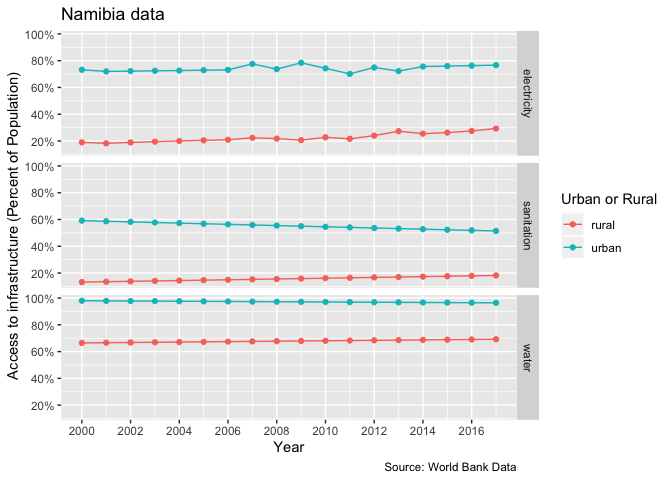 Namibia data
Access to infrastructure (Percent of Population)
100%
80%
60%
40%
20%
electricity
100%
80%
60%
40%
20%
sanitation
100%
80%
60%
40%
20%
water
2000 2002 2004 2006 2008 2010 2012 2014 2016
Year
Urban or Rural
rural
urban
Source: World Bank Data